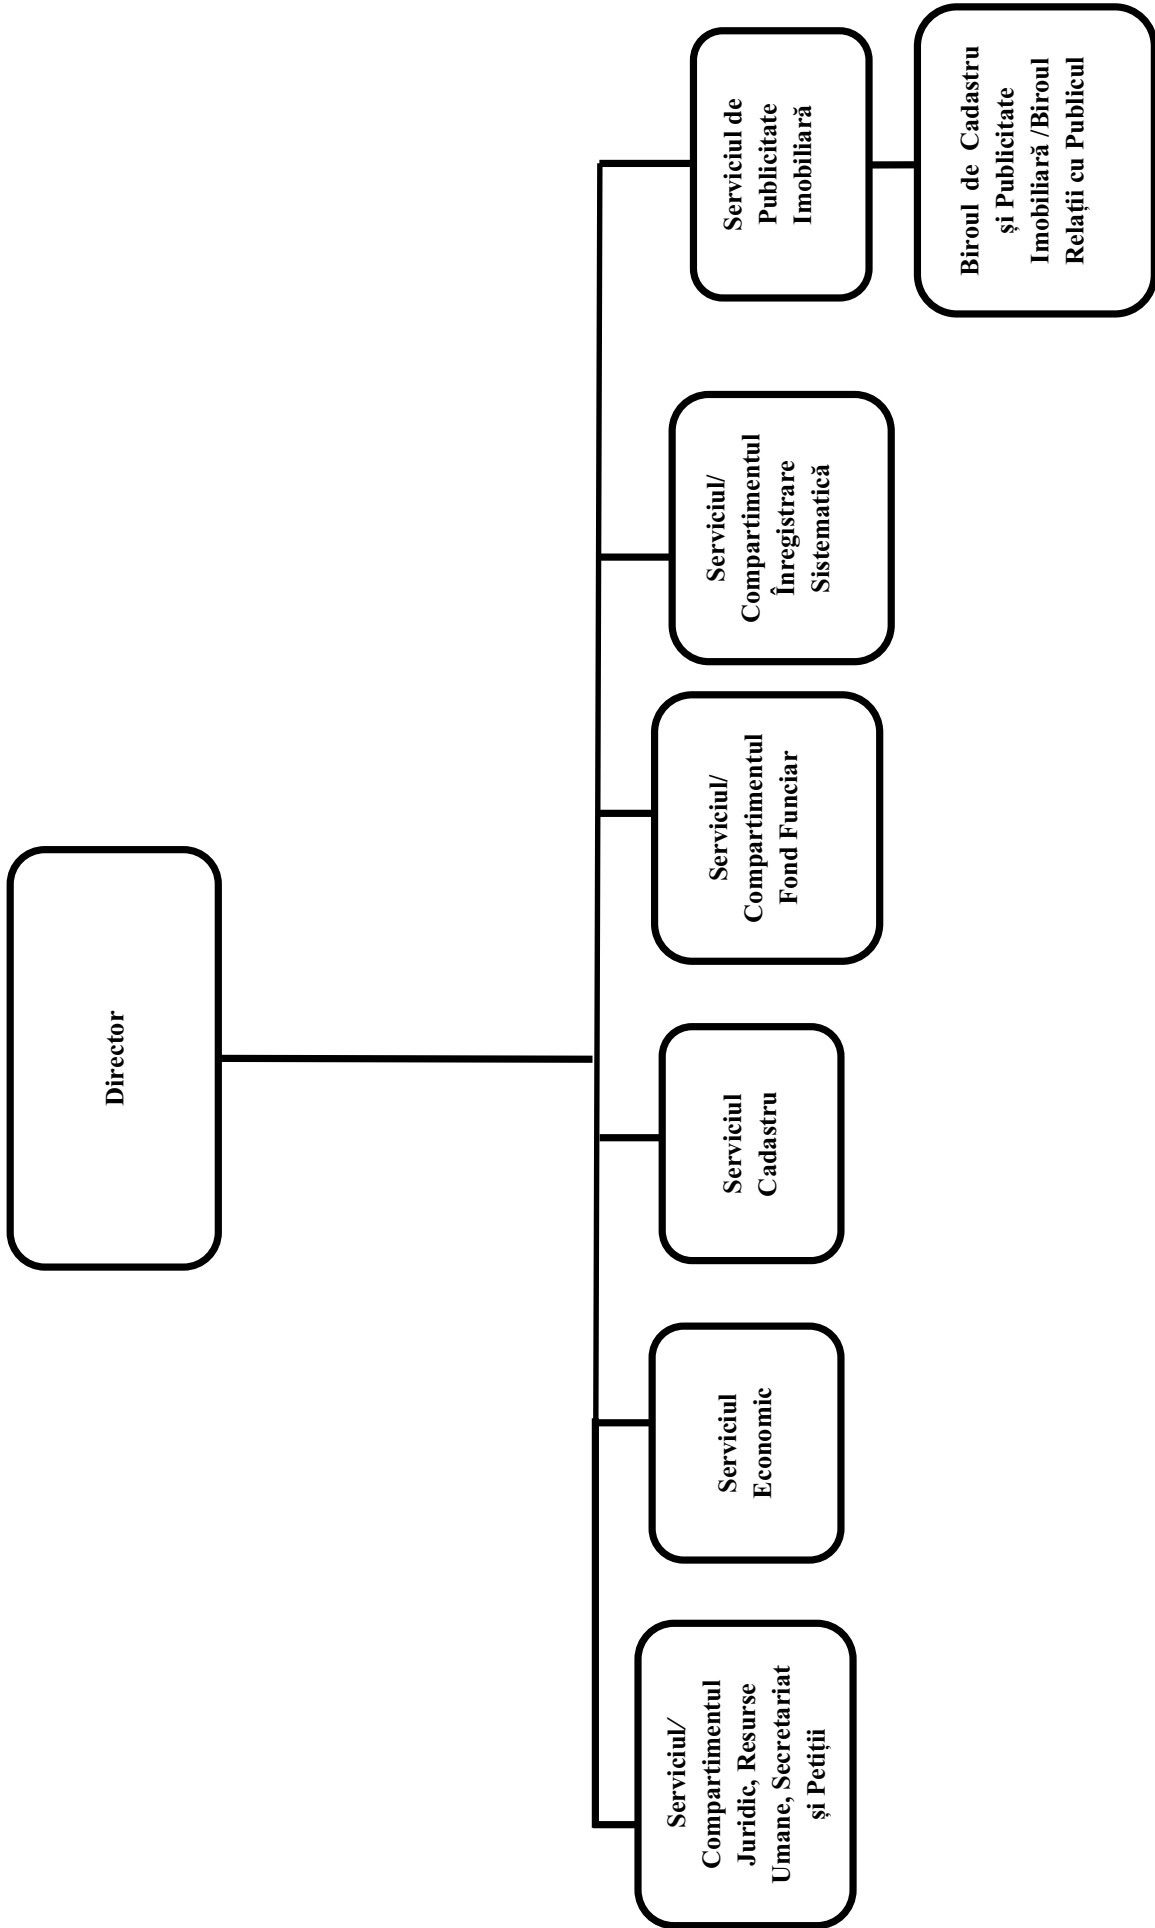 Director
Serviciul/
Compartimentul
Juridic, Resurse
Umane, Secretariat
și Petiții
Serviciul
Economic
Serviciul
Cadastru
Serviciul/
Compartimentul
Fond Funciar
Serviciul/
Compartimentul
Înregistrare
Sistematică
Serviciul de
Publicitate
Imobiliară
Biroul de Cadastru
și Publicitate
Imobiliară /Biroul
Relații cu Publicul